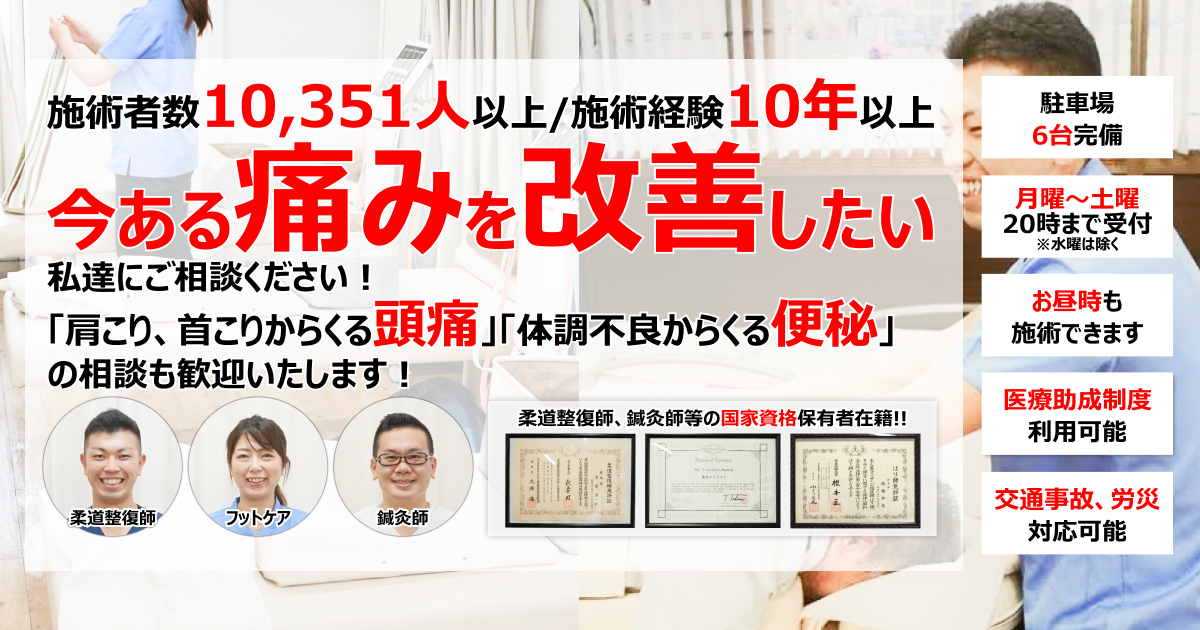 施術者数10,351人以上/施術経験10年以上
今ある痛みを改善したい
私達にご相談ください！
「肩こり、首こりからくる頭痛」「体調不良からくる便秘」
の相談も歓迎いたします！
柔道整復師
フットケア
鍼灸師
柔道整復師、鍼灸師等の国家資格保有者在籍!!
駐車場
6台完備
月曜～土曜
20時まで受付
※水曜は除く
お昼時も
施術できます
医療助成制度
利用可能
交通事故、労災
対応可能